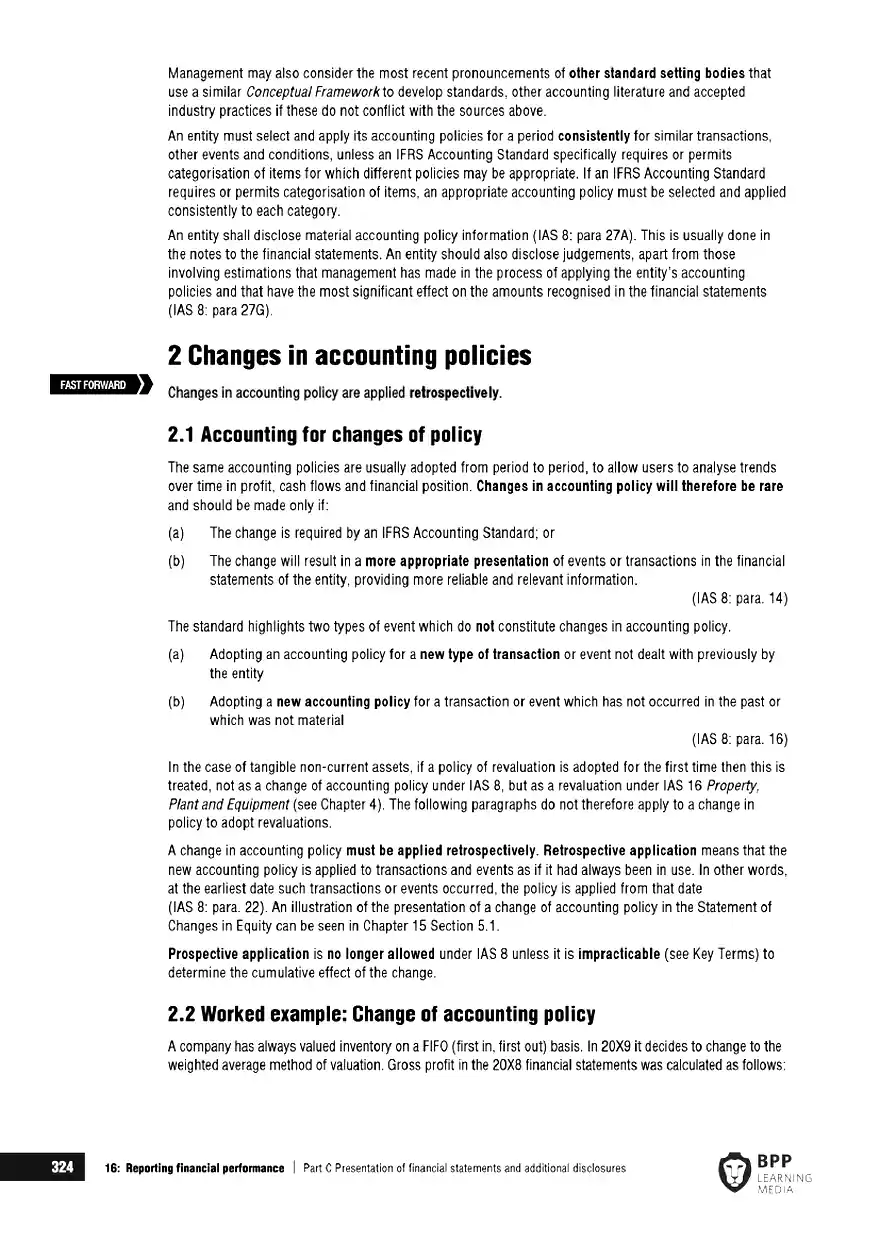 Management may also consider the most recent pronouncements of other standard setting bodies that
use a similar Conceptual Framework to develop standards, other accounting literature and accepted
industry practices if these do not conflict with the sources above.
An entity must select and apply its accounting policies for a period consistently for similar transactions,
other events and conditions, unless an IFRS Accounting Standard specifically requires or permits
categorisation of items for which different policies may be appropriate. If an IFRS Accounting Standard
requires or permits categorisation of items, an appropriate accounting policy must be selected and applied
consistently to each category.
An entity shall disclose material accounting policy information (IAS 8: para 27A). This is usually done in
the notes to the financial statements. An entity should also disclose judgements, apart from those
involving estimations that management has made in the process of applying the entity's accounting
policies and that have the most significant effect on the amounts recognised in the financial statements
(IAS 8: para 27G).
2 Changes in accounting policies
FAST FORWARD
Changes in accounting policy are applied retrospectively.
2.1 Accounting for changes of policy
The same accounting policies are usually adopted from period to period, to allow users to analyse trends
over time in profit, cash flows and financial position. Changes in accounting policy will therefore be rare
and should be made only if:
(a) The change is required by an IFRS Accounting Standard; or
(b) The change will result in a more appropriate presentation of events or transactions in the financial
statements of the entity, providing more reliable and relevant information.
(IAS 8: para. 14)
The standard highlights two types of event which do not constitute changes in accounting policy.
(a) Adopting an accounting policy for a new type of transaction or event not dealt with previously by
the entity
(b) Adopting a new accounting policy for a transaction or event which has not occurred in the past or
which was not material
(IAS 8: para. 16)
In the case of tangible non-current assets, if a policy of revaluation is adopted for the first time then this is
treated, not as a change of accounting policy under IAS 8, but as a revaluation under IAS 16 Property,
Plant and Equipment (see Chapter 4). The following paragraphs do not therefore apply to a change in
policy to adopt revaluations.
A change in accounting policy must be applied retrospectively. Retrospective application means that the
new accounting policy is applied to transactions and events as if it had always been in use. In other words,
at the earliest date such transactions or events occurred, the policy is applied from that date
(IAS 8: para. 22). An illustration of the presentation of a change of accounting policy in the Statement of
Changes in Equity can be seen in Chapter 15 Section 5.1.
Prospective application is no longer allowed under IAS 8 unless it is impracticable (see Key Terms) to
determine the cumulative effect of the change.
2.2 Worked example: Change of accounting policy
A company has always valued inventory on a FIFO (first in, first out) basis. In 20X9 it decides to change to the
weighted average method of valuation. Gross profit in the 20X8 financial statements was calculated as follows:
324 16: Reporting financial performance | Part C Presentation of financial statements and additional disclosures
BPP
LEARNING
MEDIA